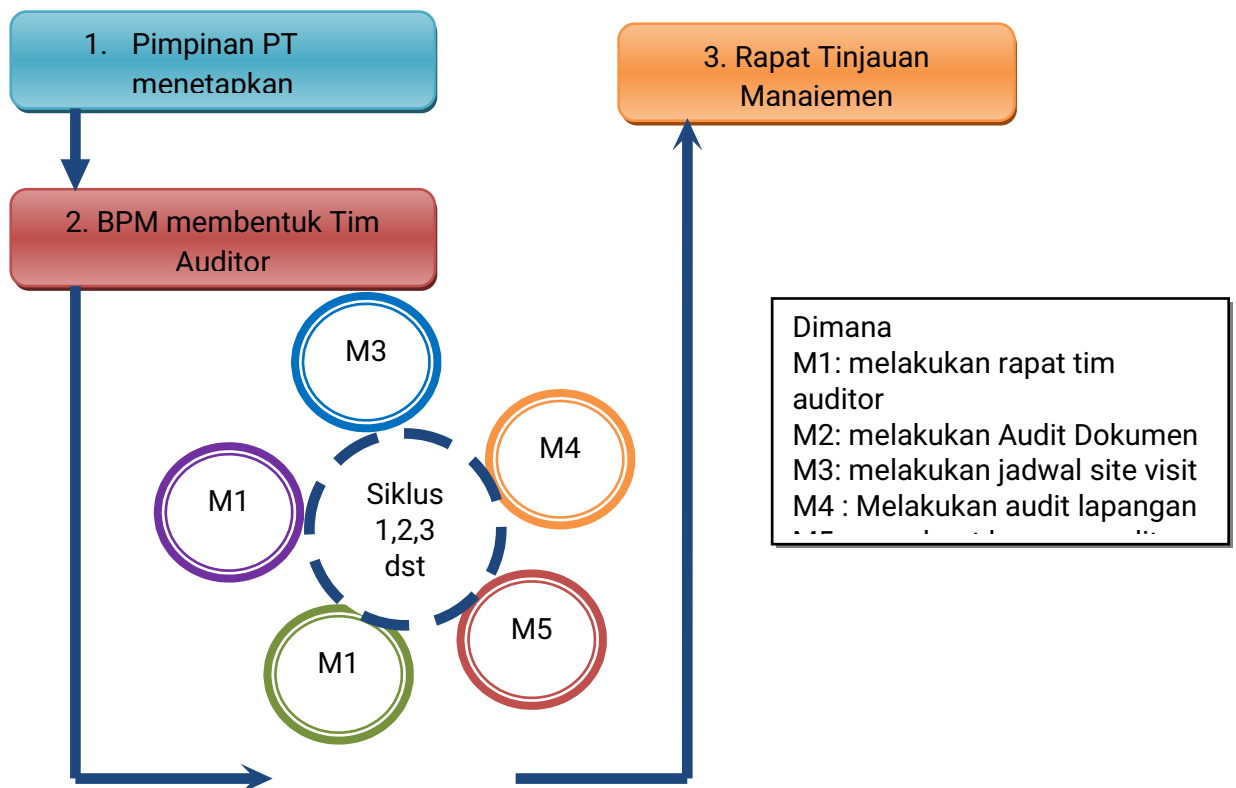 1. Pimpinan PT
menetapkan
2. BPM membentuk Tim
Auditor
3. Rapat Tinjauan
Manajemen
M3
M4
M1
Siklus
1,2,3
dst
M5
M1
Dimana
M1: melakukan rapat tim
auditor
M2: melakukan Audit Dokumen
M3: melakukan jadwal site visit
M4 : Melakukan audit lapangan